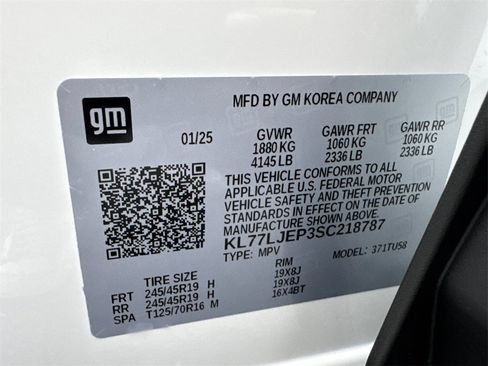 gm
MFD BY GM KOREA COMPANY
01/25 GVWR GAWR FRT GAWR RR
1880 KG 1060 KG 1060 KG
4145 LB 2336 LB 2336 LB
THIS VEHICLE CONFORMS TO ALL
APPLICABLE U.S. FEDERAL MOTOR
VEHICLE SAFETY AND THEFT PREVENTION
STANDARDS IN EFFECT ON THE DATE OF
MANUFACTURE SHOWN ABOVE.
KL77LJEP3SC218787
TYPE: MPV MODEL: 371TU58
TIRE SIZE RIM
FRT 245/45R19 H 19X8J
RR 245/45R19 H 19X8J
SPA T125/70R16 M 16X4BT